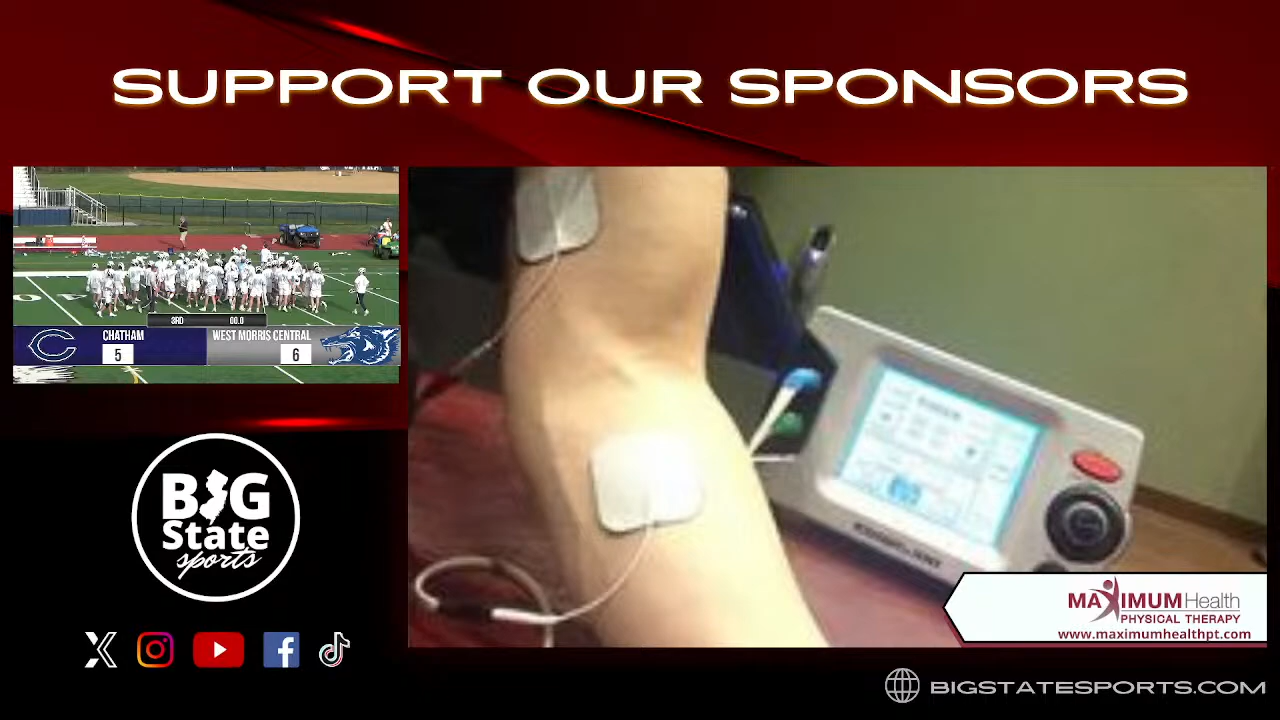 SUPPORT OUR SPONSORS
3RD 00.0
CHATHAM
5
WEST MORRIS CENTRAL
6
BIG
State
sports
MAXIMUM Health
PHYSICAL THERAPY
www.maximumhealthpt.com
BIGSTATESPORTS.COM